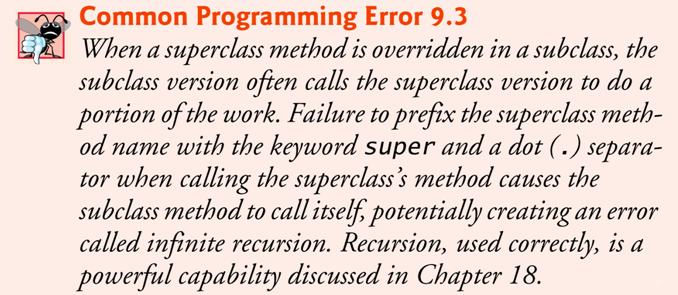 Common Programming Error 9.3
When a superclass method is overridden in a subclass, the
subclass version often calls the superclass version to do a
portion of the work. Failure to prefix the superclass meth-
od name with the keyword super and a dot (.) separa-
tor when calling the superclass's method causes the
subclass method to call itself, potentially creating an error
called infinite recursion. Recursion, used correctly, is a
powerful capability discussed in Chapter 18.